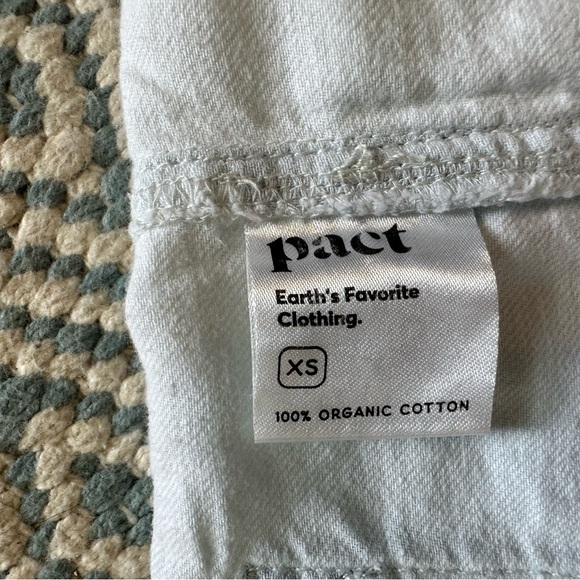 pact
Earth's Favorite
Clothing.
XS
100% ORGANIC COTTON